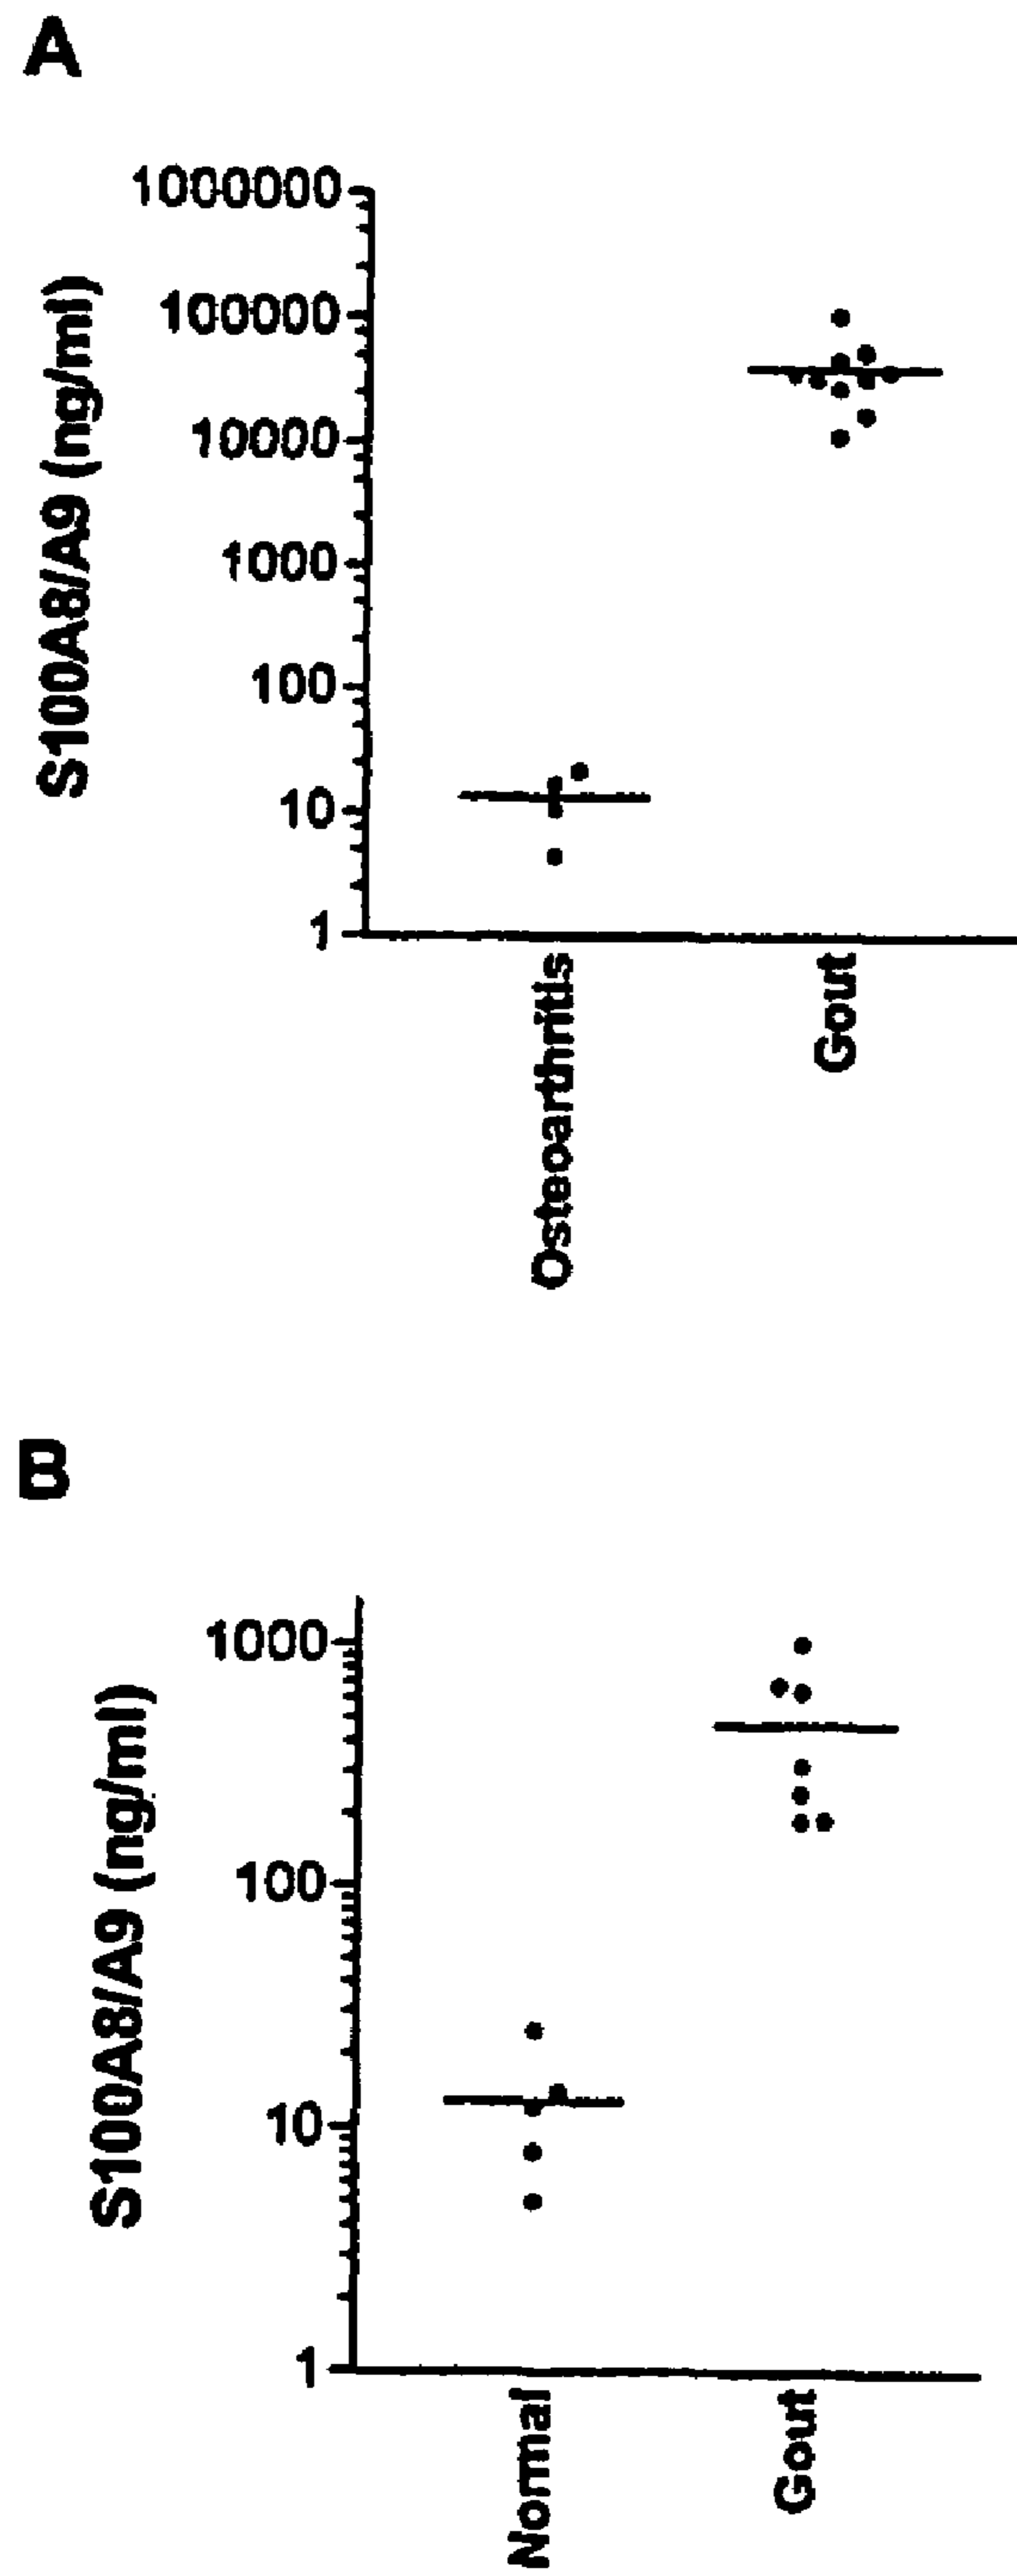 A
S100A8/A9 (ng/ml)
1000000
100000
10000
1000
100
10
1
Osteoarthritis
Gout
B
S100A8/A9 (ng/ml)
1000
100
10
1
Normal
Gout